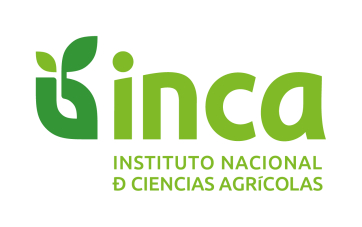 inca
INSTITUTO NACIONAL
Đ CIENCIAS AGRÍCOLAS